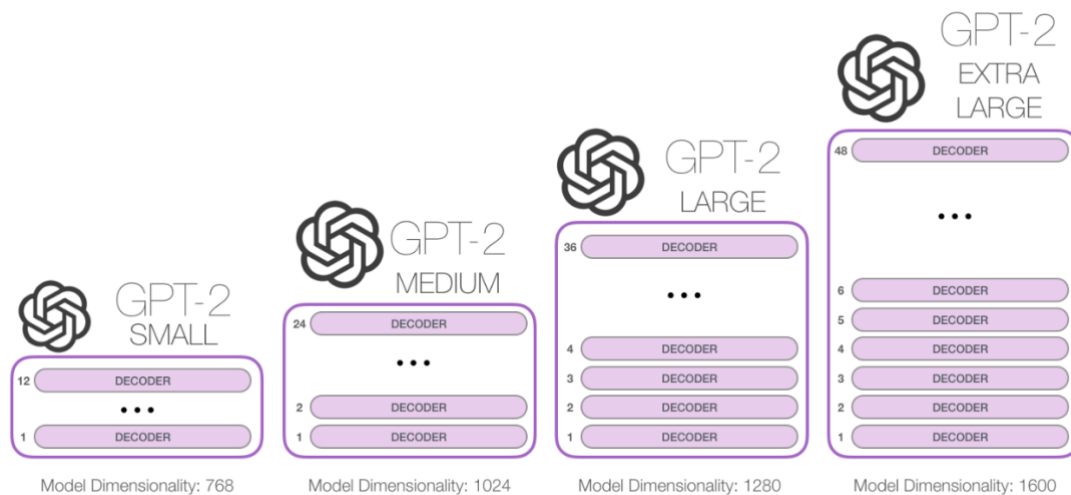 GPT-2
SMALL
12 DECODER
...
1 DECODER
Model Dimensionality: 768
GPT-2
MEDIUM
24 DECODER
...
2 DECODER
1 DECODER
Model Dimensionality: 1024
GPT-2
LARGE
36 DECODER
...
4 DECODER
3 DECODER
2 DECODER
1 DECODER
Model Dimensionality: 1280
GPT-2
EXTRA
LARGE
48 DECODER
...
6 DECODER
5 DECODER
4 DECODER
3 DECODER
2 DECODER
1 DECODER
Model Dimensionality: 1600